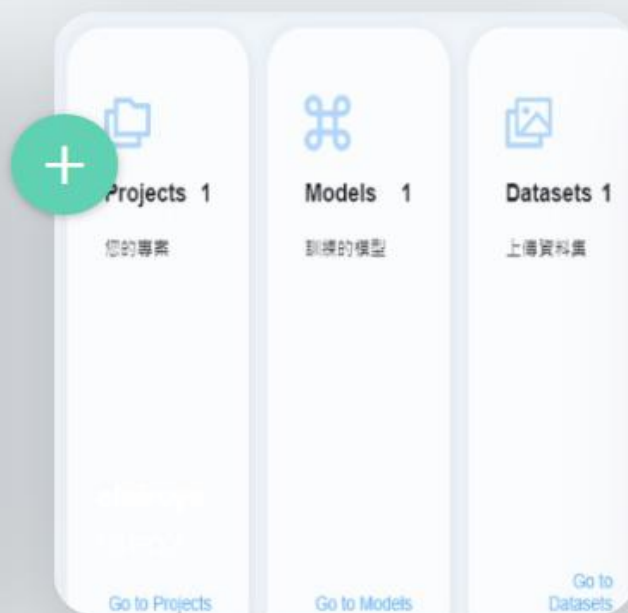 Projects 1
您的專案
Go to Projects
Models 1
訓練的模型
Go to Models
Datasets 1
上傳資料集
Go to
Datasets